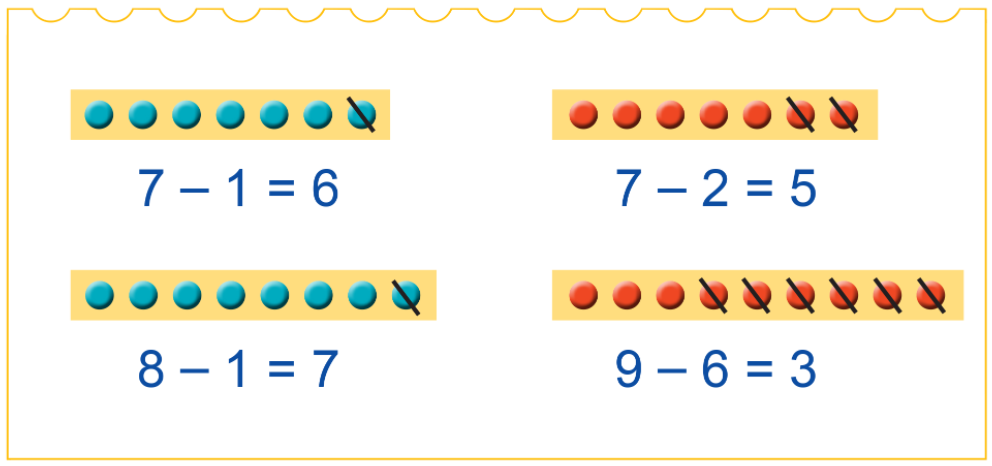 7 – 1 = 6
7 – 2 = 5
8 – 1 = 7
9 – 6 = 3